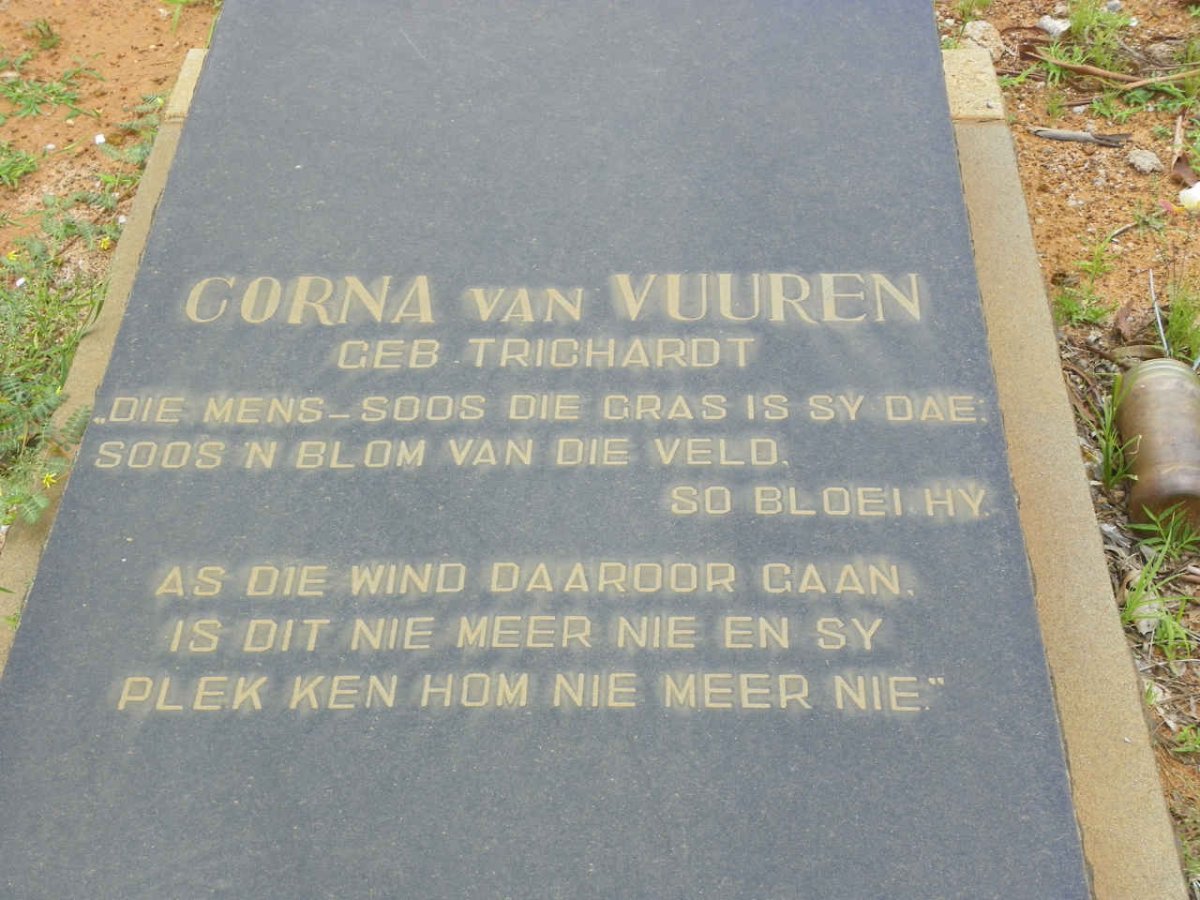 CORNA VAN VUUREN
GEB TRICHARDT
„DIE MENS – SOOS DIE GRAS IS SY DAE;
SOOS 'N BLOM VAN DIE VELD,
SO BLOEI HY.
AS DIE WIND DAAROOR GAAN,
IS DIT NIE MEER NIE EN SY
PLEK KEN HOM NIE MEER NIE."